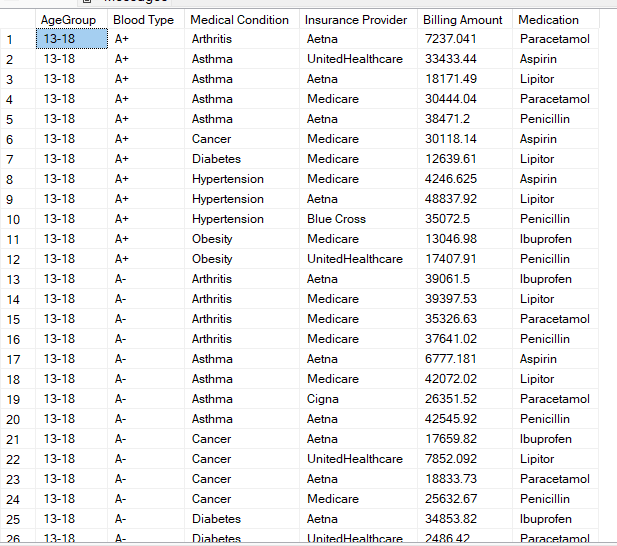 Messages
AgeGroup Blood Type Medical Condition Insurance Provider Billing Amount Medication
1 13-18 A+ Arthritis Aetna 7237.041 Paracetamol
2 13-18 A+ Asthma UnitedHealthcare 33433.44 Aspirin
3 13-18 A+ Asthma Aetna 18171.49 Lipitor
4 13-18 A+ Asthma Medicare 30444.04 Paracetamol
5 13-18 A+ Asthma Aetna 38471.2 Penicillin
6 13-18 A+ Cancer Medicare 30118.14 Aspirin
7 13-18 A+ Diabetes Medicare 12639.61 Lipitor
8 13-18 A+ Hypertension Medicare 4246.625 Aspirin
9 13-18 A+ Hypertension Aetna 48837.92 Lipitor
10 13-18 A+ Hypertension Blue Cross 35072.5 Penicillin
11 13-18 A+ Obesity Medicare 13046.98 Ibuprofen
12 13-18 A+ Obesity UnitedHealthcare 17407.91 Penicillin
13 13-18 A- Arthritis Aetna 39061.5 Ibuprofen
14 13-18 A- Arthritis Medicare 39397.53 Lipitor
15 13-18 A- Arthritis Medicare 35326.63 Paracetamol
16 13-18 A- Arthritis Medicare 37641.02 Penicillin
17 13-18 A- Asthma Aetna 6777.181 Aspirin
18 13-18 A- Asthma Medicare 42072.02 Lipitor
19 13-18 A- Asthma Cigna 26351.52 Paracetamol
20 13-18 A- Asthma Aetna 42545.92 Penicillin
21 13-18 A- Cancer Aetna 17659.82 Ibuprofen
22 13-18 A- Cancer UnitedHealthcare 7852.092 Lipitor
23 13-18 A- Cancer Aetna 18833.73 Paracetamol
24 13-18 A- Cancer Medicare 25632.67 Penicillin
25 13-18 A- Diabetes Aetna 34853.82 Ibuprofen
26 13-18 A- Diabetes UnitedHealthcare 2486.42 Paracetamol